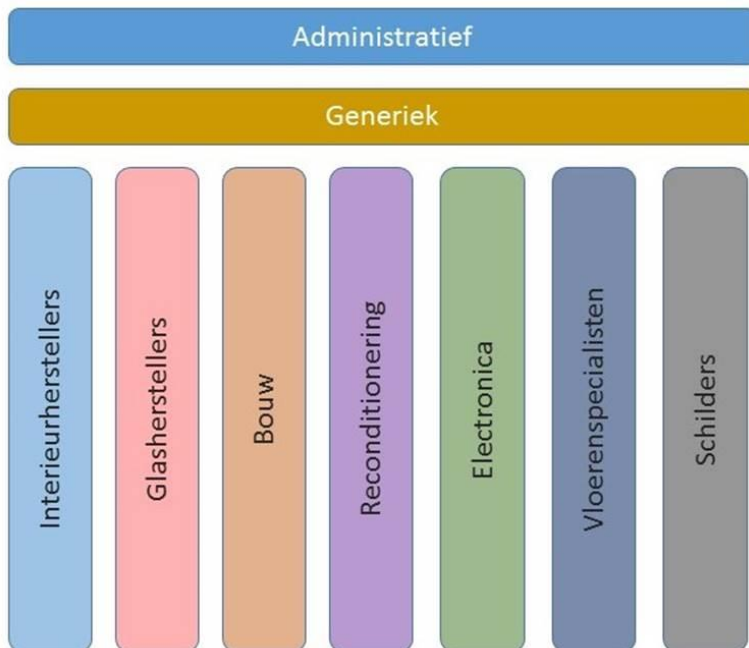 Administratief
Generiek
Interieurherstellers
Glasherstellers
Bouw
Reconditionering
Electronica
Vloerenspecialisten
Schilders